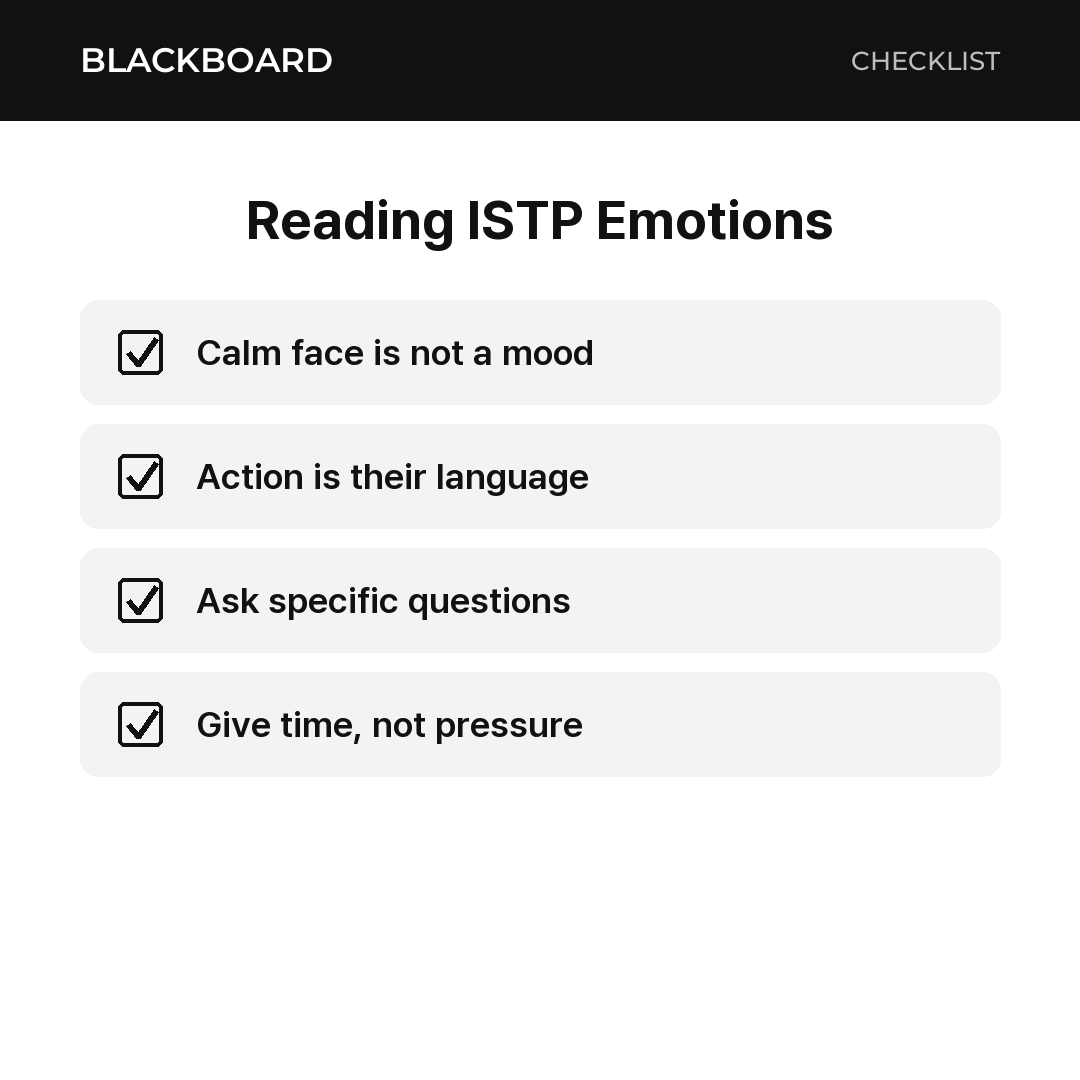 BLACKBOARD
CHECKLIST
Reading ISTP Emotions
Calm face is not a mood
Action is their language
Ask specific questions
Give time, not pressure